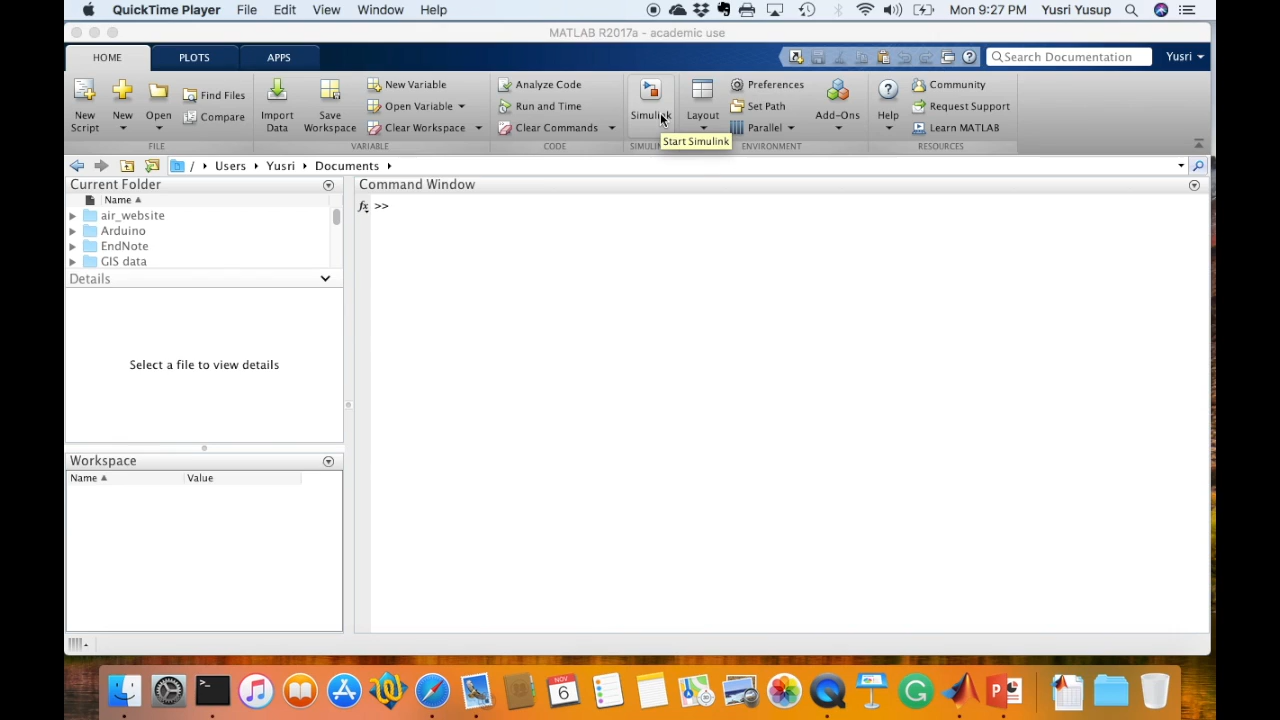 QuickTime Player File Edit View Window Help Mon 9:27 PM Yusri Yusup
MATLAB R2017a - academic use
HOME PLOTS APPS Search Documentation Yusri
New Script
New
Open
Find Files
Compare
FILE
Import Data
Save Workspace
New Variable
Open Variable
Clear Workspace
VARIABLE
Analyze Code
Run and Time
Clear Commands
CODE
Simulink
Start Simulink
Layout
Preferences
Set Path
Parallel
Add-Ons
ENVIRONMENT
Help
Community
Request Support
Learn MATLAB
RESOURCES
/ Users Yusri Documents
Current Folder
Name
air_website
Arduino
EndNote
GIS data
Details
Select a file to view details
Workspace
Name Value
Command Window
fx >>
NOV
6